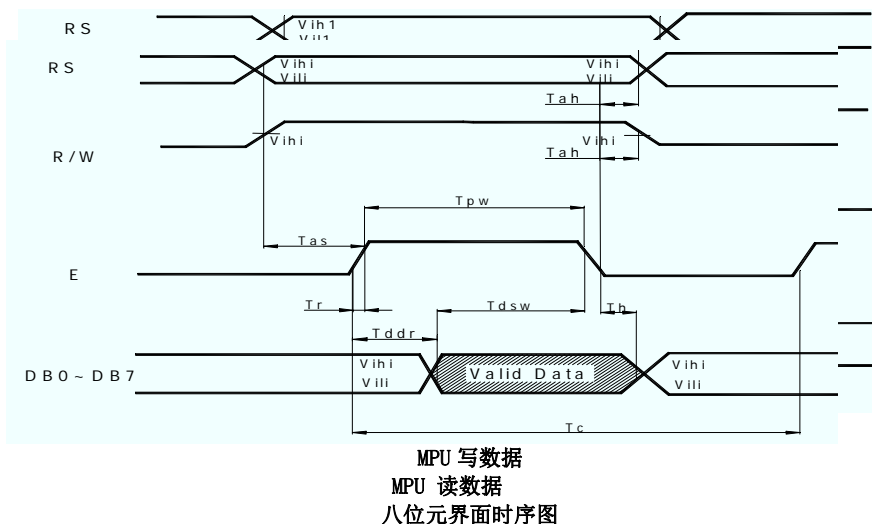 RS
Vih1
Vil1
RS
Vihi
Vili
Vihi
Vili
Tah
R/W
Vihi
Vihi
Tah
Tpw
Tas
E
Tr
Tdsw
Th
Tddr
DB0~DB7
Vihi
Vili
Valid Data
Vihi
Vili
Tc
MPU 写数据
MPU 读数据
八位元界面时序图